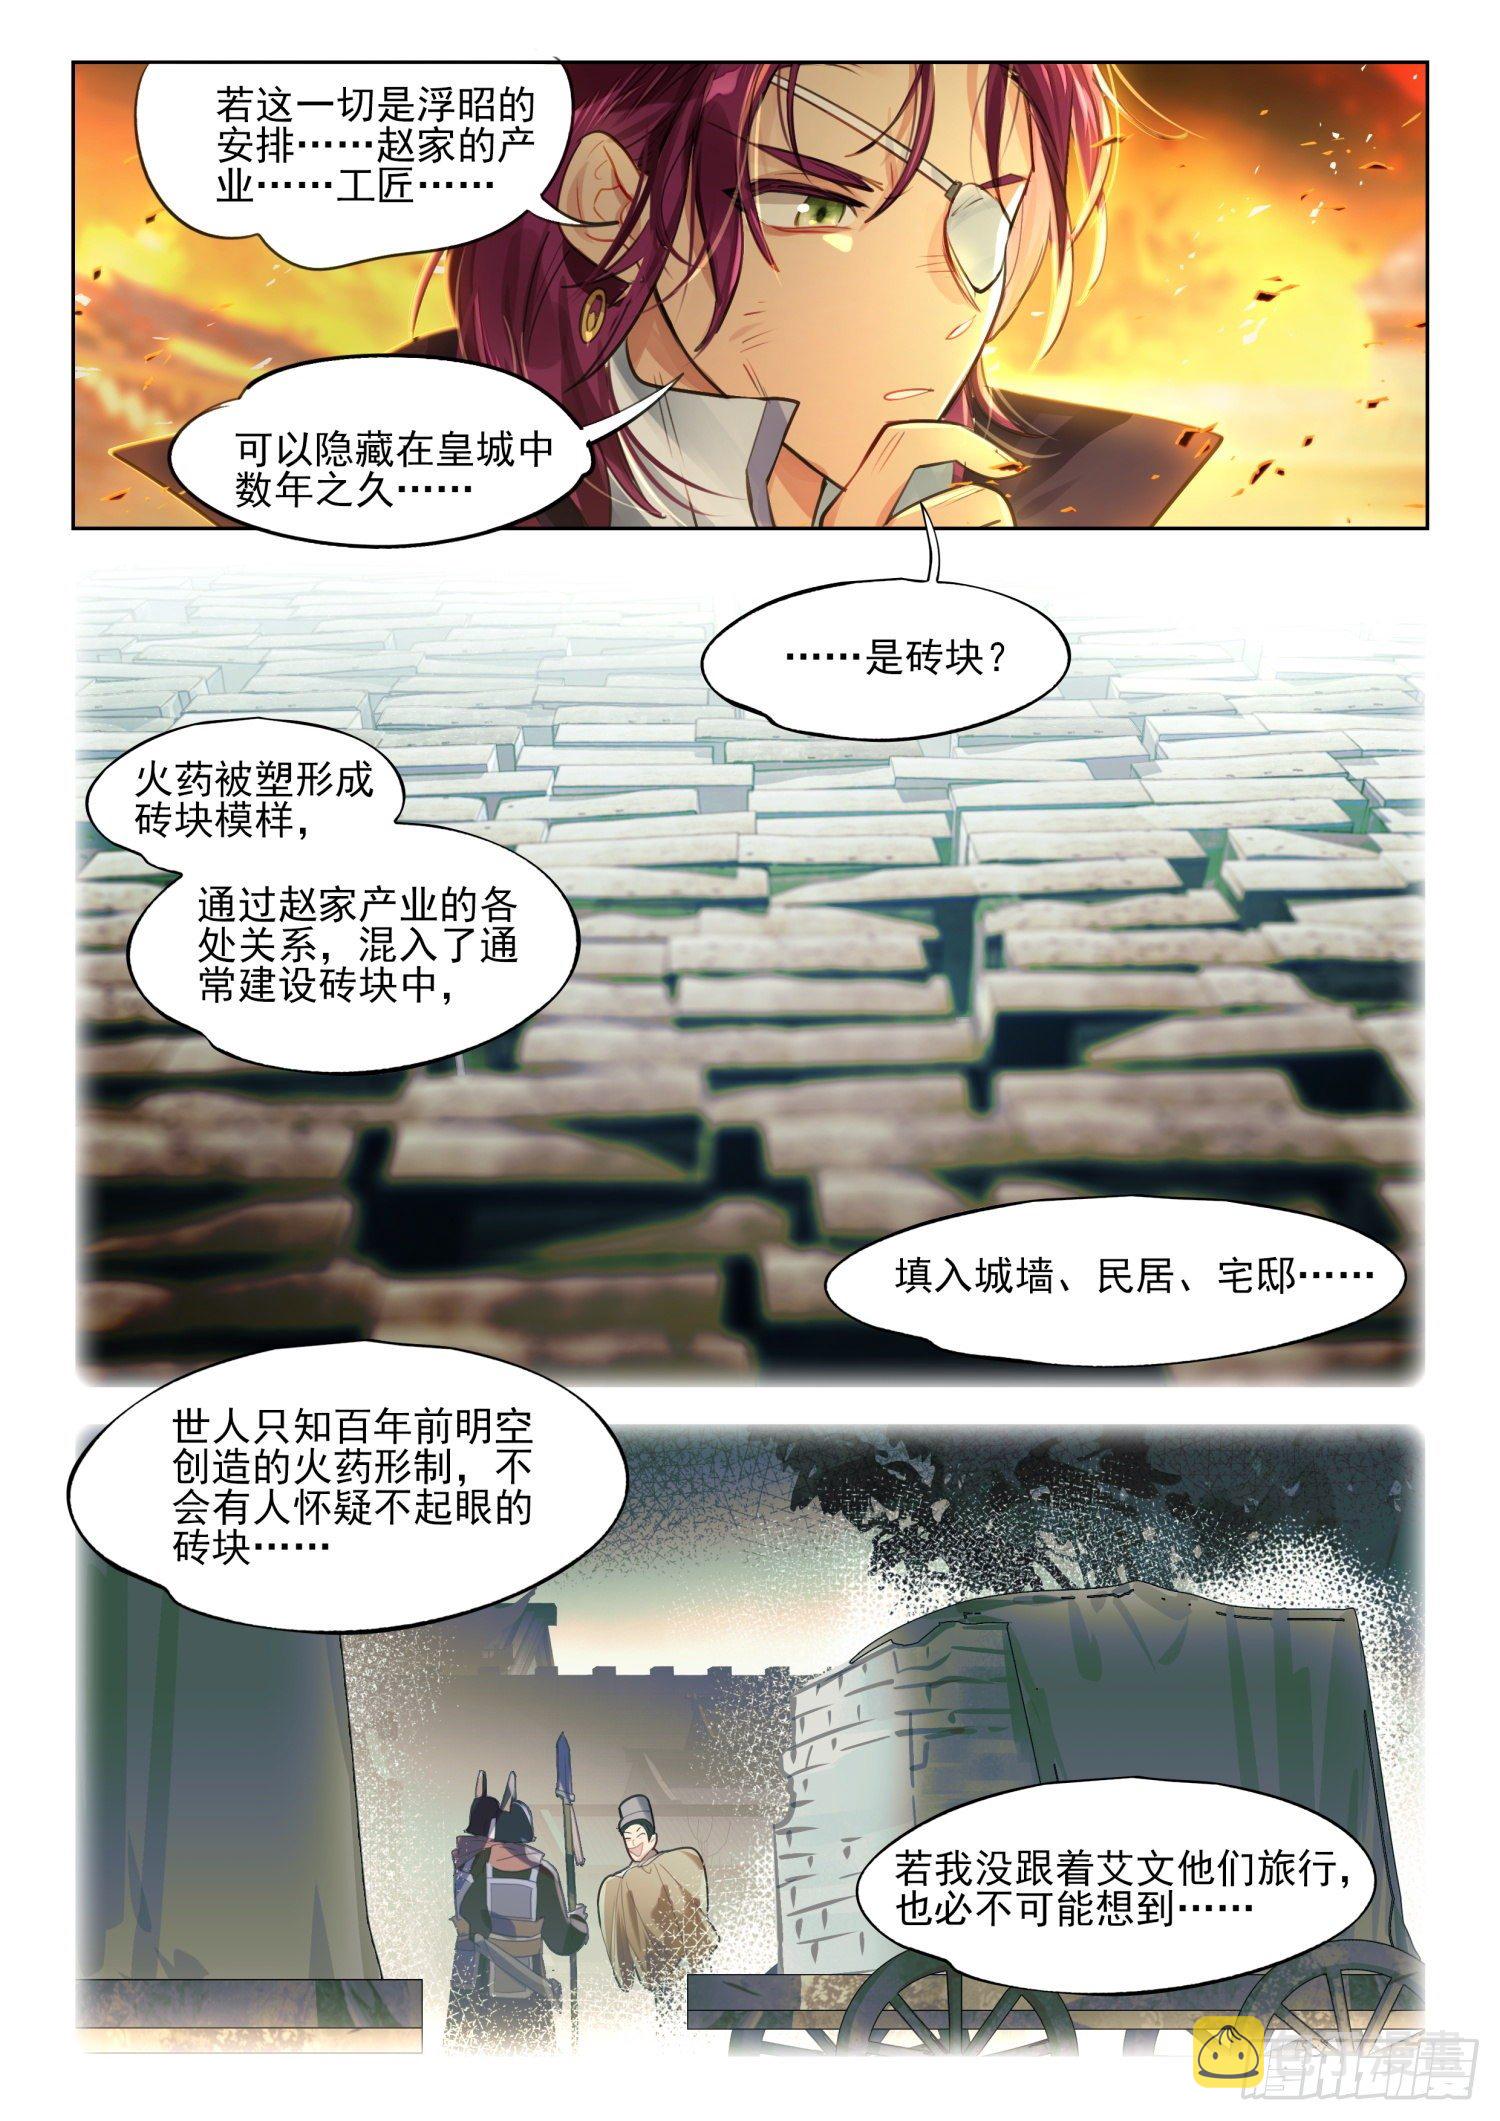 若这一切是浮昭的
安排……赵家的产
业……工匠……
可以隐藏在皇城中
数年之久……
……是砖块？
火药被塑形成
砖块模样，
通过赵家产业的各
处关系，混入了通
常建设砖块中，
填入城墙、民居、宅邸……
世人只知百年前明空
创造的火药形制，不
会有人怀疑不起眼的
砖块……
若我没跟着艾文他们旅行，
也必不可能想到……